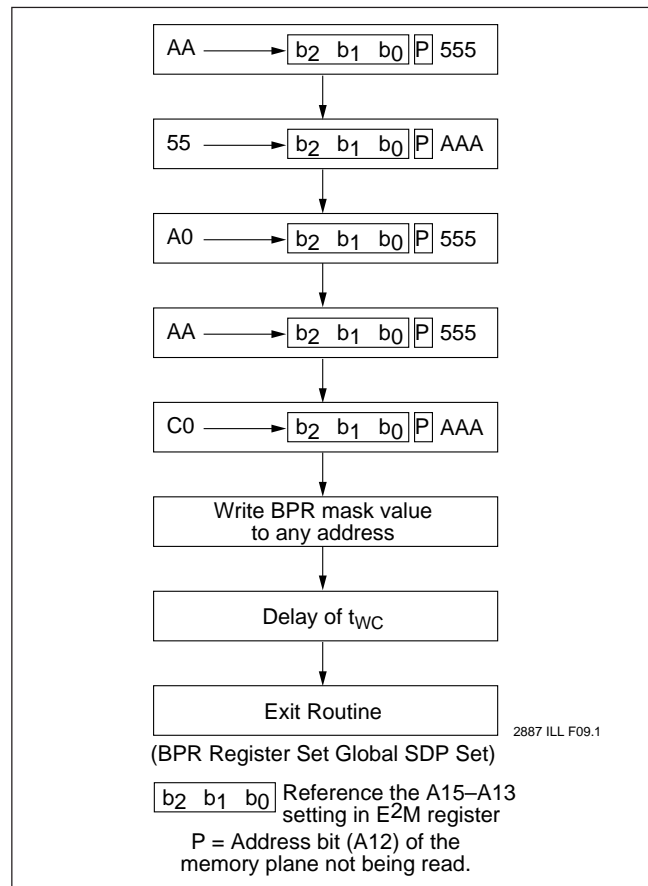 AA b2 b1 b0 P 555
55 b2 b1 b0 P AAA
A0 b2 b1 b0 P 555
AA b2 b1 b0 P 555
C0 b2 b1 b0 P AAA
Write BPR mask value
to any address
Delay of tWC
Exit Routine
2887 ILL F09.1
(BPR Register Set Global SDP Set)
b2 b1 b0 Reference the A15–A13
setting in E2M register
P = Address bit (A12) of the
memory plane not being read.